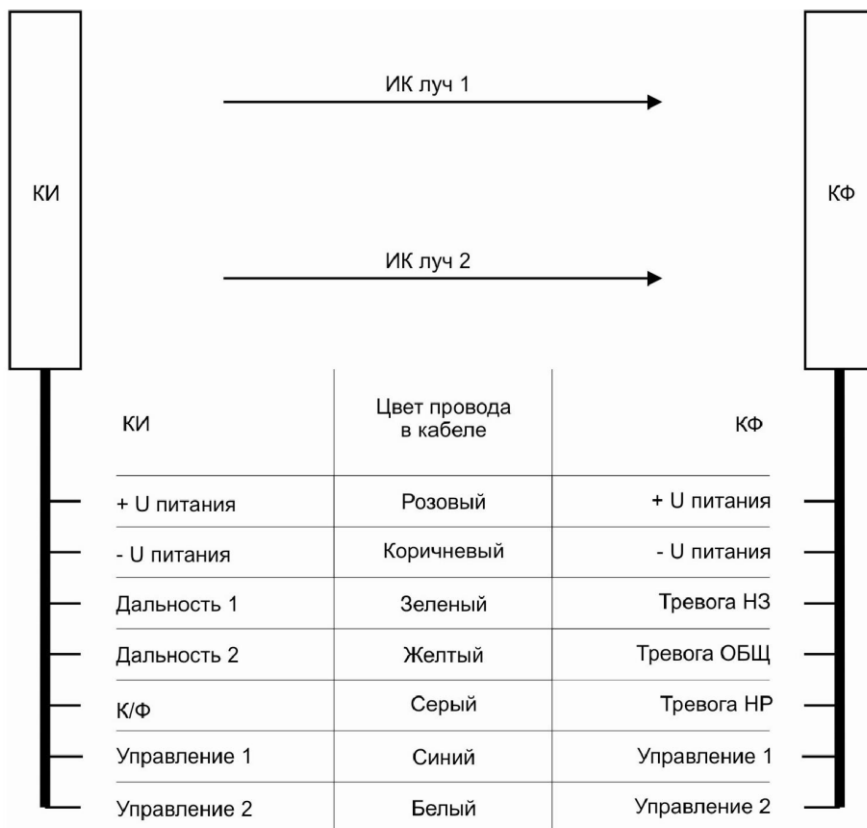 ИК луч 1
КИ
КФ
ИК луч 2
КИ
Цвет провода
в кабеле
КФ
+ U питания
Розовый
+ U питания
- U питания
Коричневый
- U питания
Дальность 1
Зеленый
Тревога НЗ
Дальность 2
Желтый
Тревога ОБЩ
К/Ф
Серый
Тревога НР
Управление 1
Синий
Управление 1
Управление 2
Белый
Управление 2